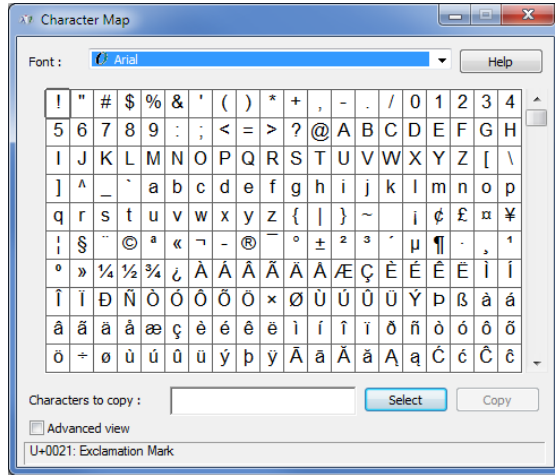 Character Map
Font : Arial Help
! " # $ % & ' ( ) * + , - . / 0 1 2 3 4
5 6 7 8 9 : ; < = > ? @ A B C D E F G H
I J K L M N O P Q R S T U V W X Y Z [ \
] ^ _ ` a b c d e f g h i j k l m n o p
q r s t u v w x y z { | } ~ ¡ ¢ £ ¤ ¥
¦ § ¨ © ª « ¬ - ® ¯ ° ± ² ³ ´ µ ¶ · ¸ ¹
º » ¼ ½ ¾ ¿ À Á Â Ã Ä Å Æ Ç È É Ê Ë Ì Í
Î Ï Ð Ñ Ò Ó Ô Õ Ö × Ø Ù Ú Û Ü Ý Þ ß à á
â ã ä å æ ç è é ê ë ì í î ï ð ñ ò ó ô õ
ö ÷ ø ù ú û ü ý þ ÿ Ā ā Ă ă Ą ą Ć ć Ĉ ĉ
Characters to copy : Select Copy
Advanced view
U+0021: Exclamation Mark